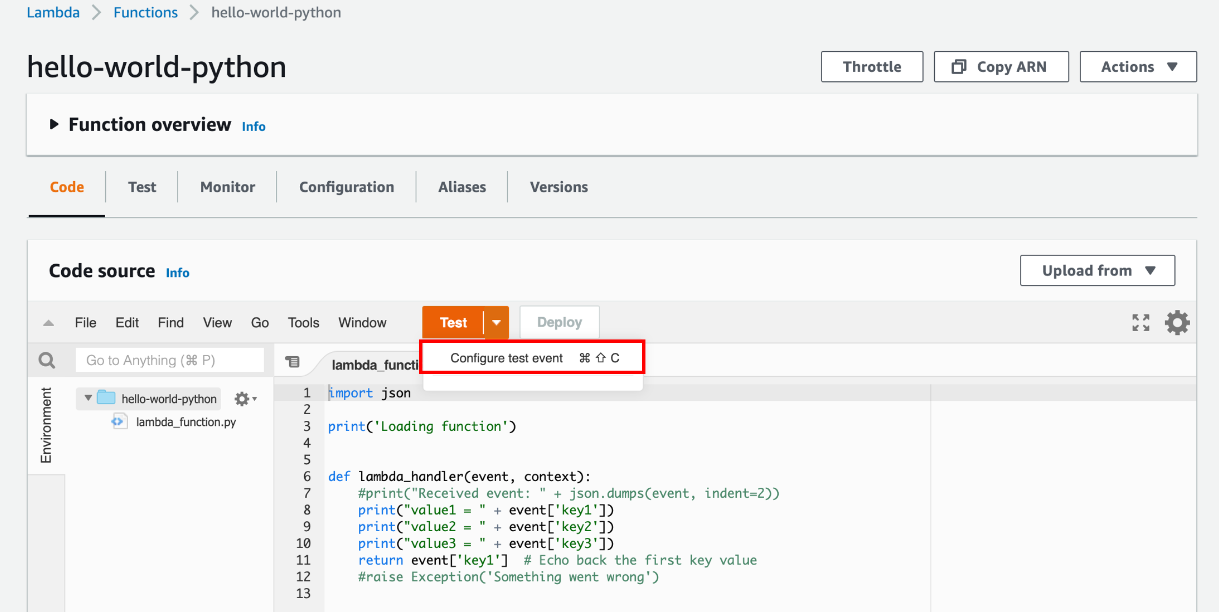 Lambda > Functions > hello-world-python
hello-world-python
Throttle Copy ARN Actions ▼
▶ Function overview Info
Code Test Monitor Configuration Aliases Versions
Code source Info
Upload from ▼
File Edit Find View Go Tools Window Test Deploy
Go to Anything (⌘ P)
lambda_functi
Configure test event ⌘ ⇧ C
Environment
hello-world-python
lambda_function.py
1 import json
2
3 print('Loading function')
4
5
6 def lambda_handler(event, context):
7 #print("Received event: " + json.dumps(event, indent=2))
8 print("value1 = " + event['key1'])
9 print("value2 = " + event['key2'])
10 print("value3 = " + event['key3'])
11 return event['key1']  # Echo back the first key value
12 #raise Exception('Something went wrong')
13